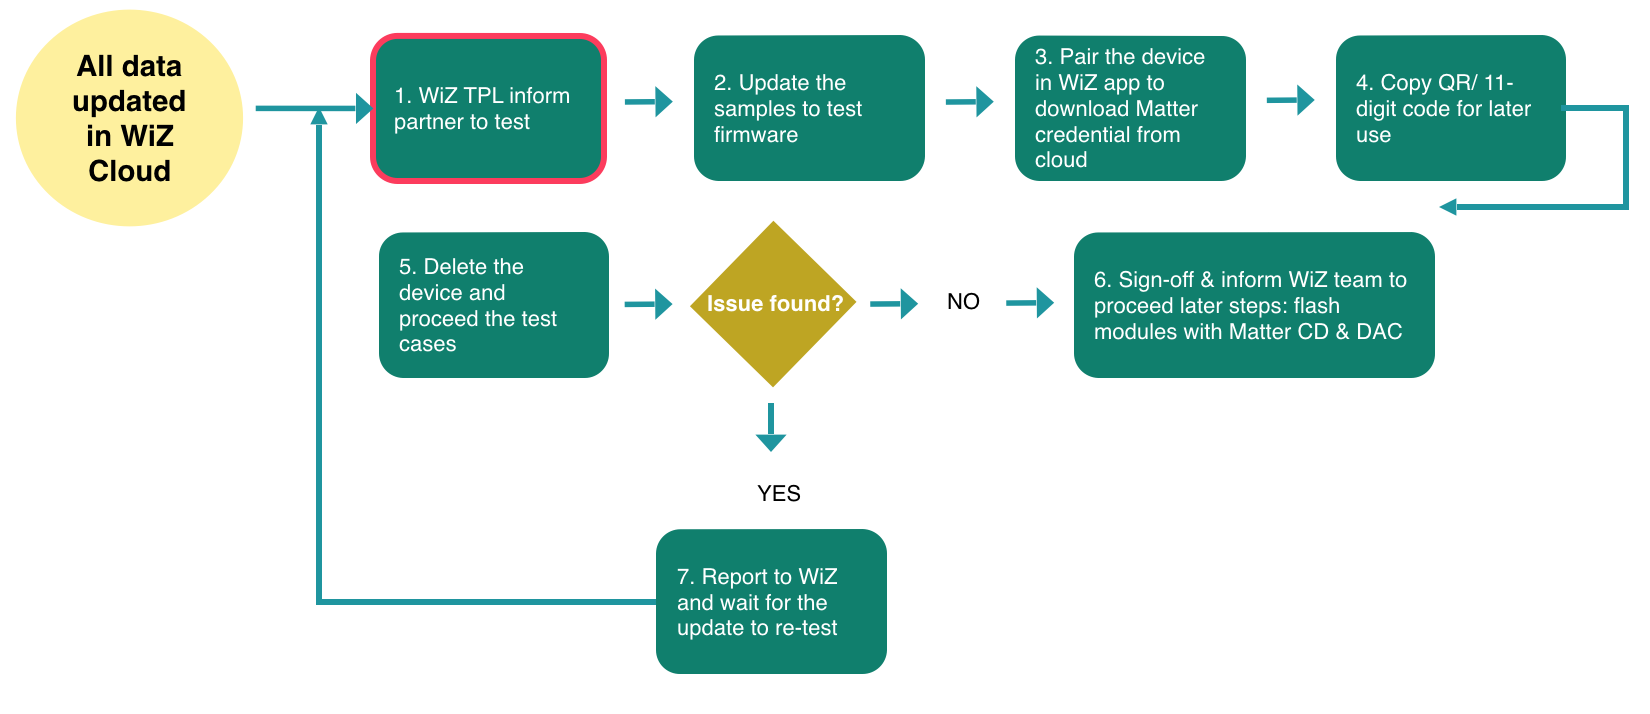 All data
updated
in WiZ
Cloud
1. WiZ TPL inform
partner to test
2. Update the
samples to test
firmware
3. Pair the device
in WiZ app to
download Matter
credential from
cloud
4. Copy QR/ 11-
digit code for later
use
5. Delete the
device and
proceed the test
cases
Issue found?
NO
6. Sign-off & inform WiZ team to
proceed later steps: flash
modules with Matter CD & DAC
YES
7. Report to WiZ
and wait for the
update to re-test